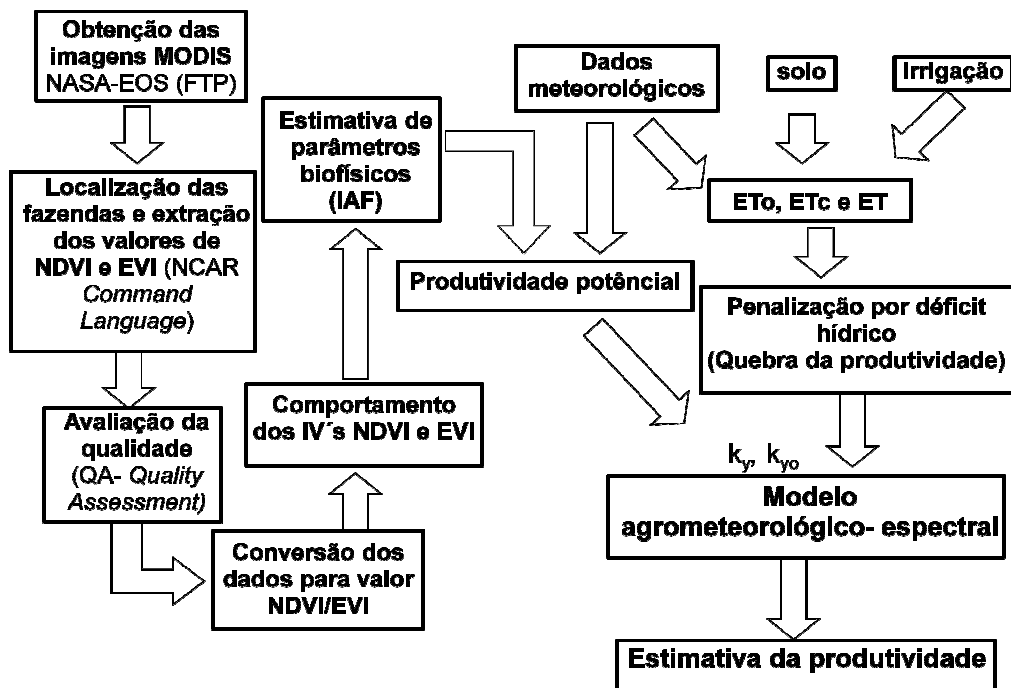 Obtenção das
imagens MODIS
NASA-EOS (FTP)
Localização das
fazendas e extração
dos valores de
NDVI e EVI (NCAR
Command
Language)
Avaliação da
qualidade
(QA- Quality
Assessment)
Conversão dos
dados para valor
NDVI/EVI
Comportamento
dos IV´s NDVI e EVI
Estimativa de
parâmetros
biofísicos
(IAF)
Dados
meteorológicos
solo
Irrigação
ETo, ETc e ET
Produtividade potêncial
Penalização por déficit
hídrico
(Quebra da produtividade)
ky, kyo
Modelo
agrometeorológico- espectral
Estimativa da produtividade